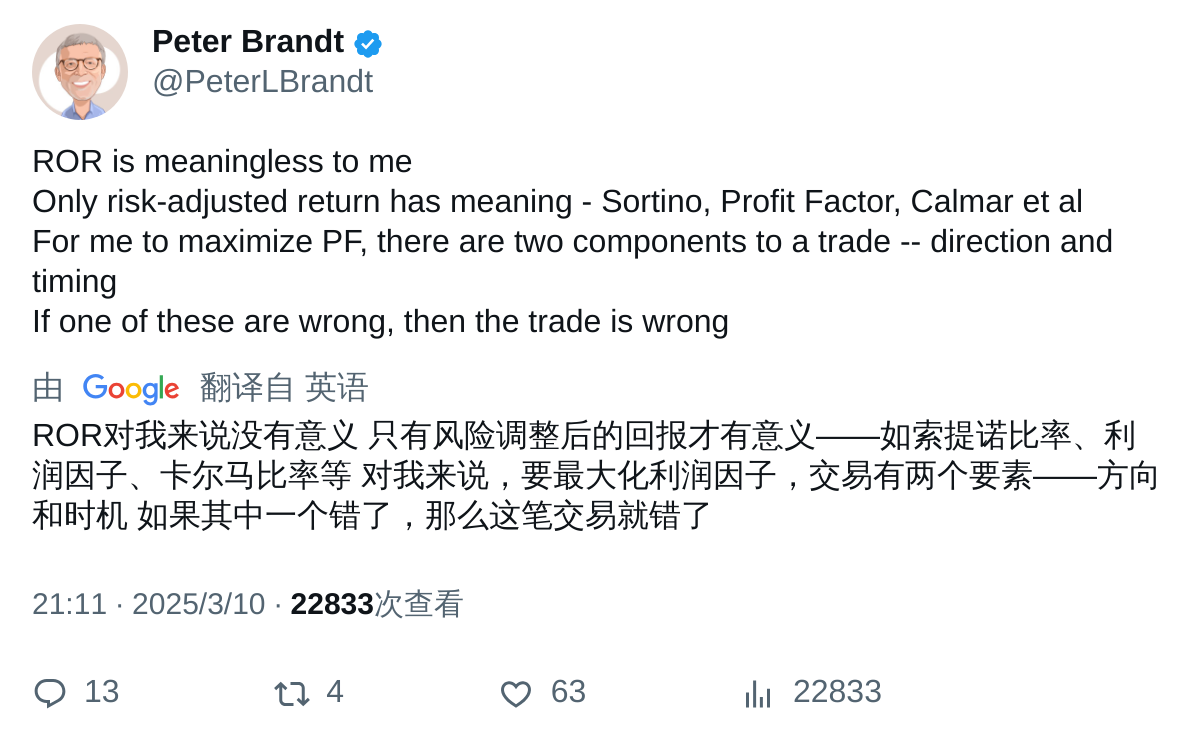 Peter Brandt
@PeterLBrandt
ROR is meaningless to me
Only risk-adjusted return has meaning - Sortino, Profit Factor, Calmar et al
For me to maximize PF, there are two components to a trade -- direction and
timing
If one of these are wrong, then the trade is wrong
由 Google 翻译自 英语
ROR对我来说没有意义 只有风险调整后的回报才有意义——如索提诺比率、利
润因子、卡尔马比率等 对我来说，要最大化利润因子，交易有两个要素——方向
和时机 如果其中一个错了，那么这笔交易就错了
21:11 · 2025/3/10 · 22833次查看
13 4 63 22833